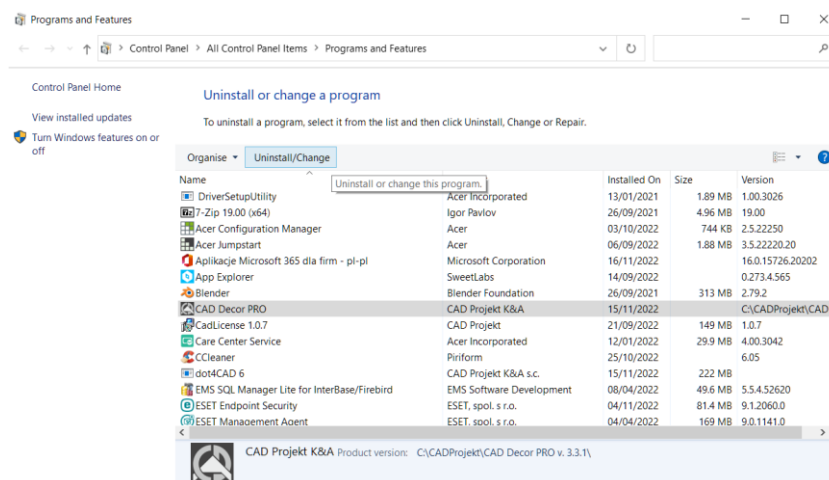 Programs and Features
Control Panel > All Control Panel Items > Programs and Features
Control Panel Home
View installed updates
Turn Windows features on or
off
Uninstall or change a program
To uninstall a program, select it from the list and then click Uninstall, Change or Repair.
Organise Uninstall/Change
Name Installed On Size Version
Uninstall or change this program.
DriverSetupUtility Acer Incorporated 13/01/2021 1.89 MB 1.00.3026
7-Zip 19.00 (x64) Igor Pavlov 26/09/2021 4.96 MB 19.00
Acer Configuration Manager Acer 03/10/2022 744 KB 2.5.22250
Acer Jumpstart Acer 06/09/2022 1.88 MB 3.5.22220.20
Aplikacje Microsoft 365 dla firm - pl-pl Microsoft Corporation 16/11/2022 16.0.15726.20202
App Explorer SweetLabs 14/09/2022 0.273.4.565
Blender Blender Foundation 26/09/2021 313 MB 2.79.2
CAD Decor PRO CAD Projekt K&A 15/11/2022 C:\CADProjekt\CAD
CadLicense 1.0.7 CAD Projekt 21/09/2022 149 MB 1.0.7
Care Center Service Acer Incorporated 12/01/2022 29.9 MB 4.00.3042
CCleaner Piriform 25/10/2022 6.05
dot4CAD 6 CAD Projekt K&A s.c. 15/11/2022 222 MB
EMS SQL Manager Lite for InterBase/Firebird EMS Software Development 08/04/2022 49.6 MB 5.5.4.52620
ESET Endpoint Security ESET, spol. s r.o. 04/11/2022 81.4 MB 9.1.2060.0
ESET Management Agent ESET, spol. s r.o. 04/04/2022 169 MB 9.0.1141.0
CAD Projekt K&A Product version: C:\CADProjekt\CAD Decor PRO v. 3.3.1\